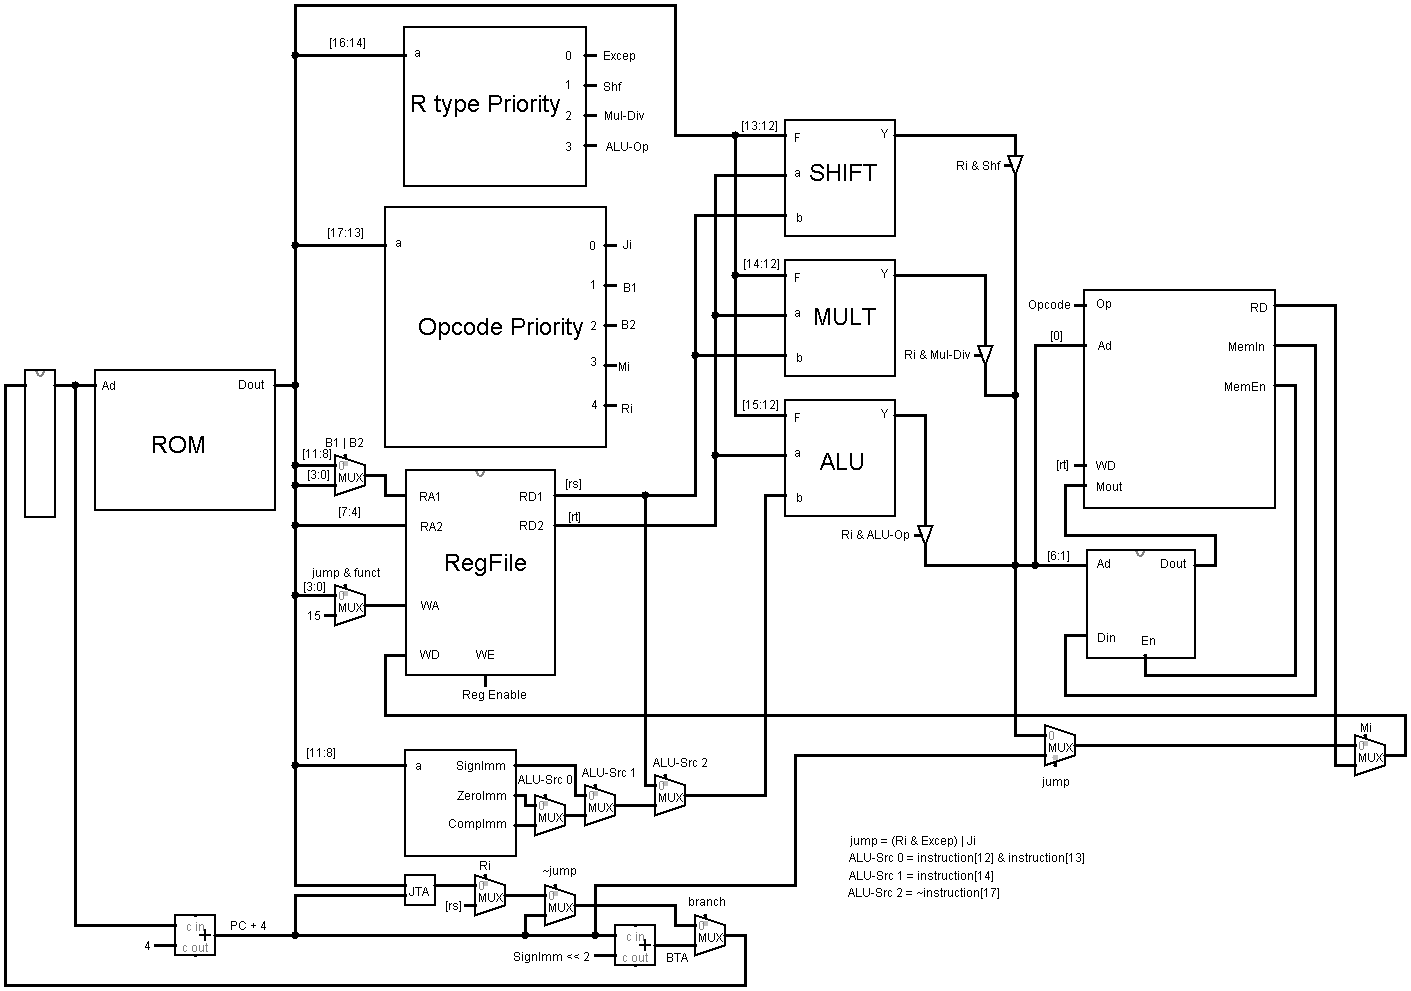 [16:14]
a
R type Priority
0
Excep
1
Shf
2
Mul-Div
3
ALU-Op
[17:13]
a
Opcode Priority
0
Ji
1
B1
2
B2
3
Mi
4
Ri
[13:12]
F
a
b
Y
SHIFT
Ri & Shf
[14:12]
F
a
b
Y
MULT
Ri & Mul-Div
[15:12]
F
a
b
Y
ALU
Ri & ALU-Op
Opcode
Op
RD
[0]
Ad
MemIn
MemEn
[rt]
WD
Mout
[6:1]
Ad
Dout
Din
En
Ad
Dout
ROM
B1 | B2
[11:8]
0
[3:0]
MUX
[7:4]
RA1
RD1
[rs]
RA2
RD2
[rt]
RegFile
jump & funct
[3:0]
0
MUX
15
WA
WD
WE
Reg Enable
[11:8]
a
SignImm
ZeroImm
CompImm
ALU-Src 0
0
MUX
ALU-Src 1
0
MUX
ALU-Src 2
0
MUX
0
MUX
jump
Mi
0
MUX
jump = (Ri & Excep) | Ji
ALU-Src 0 = instruction[12] & instruction[13]
ALU-Src 1 = instruction[14]
ALU-Src 2 = ~instruction[17]
JTA
Ri
0
MUX
[rs]
~jump
0
MUX
branch
0
MUX
c in
+
c out
4
PC + 4
c in
+
c out
SignImm << 2
BTA